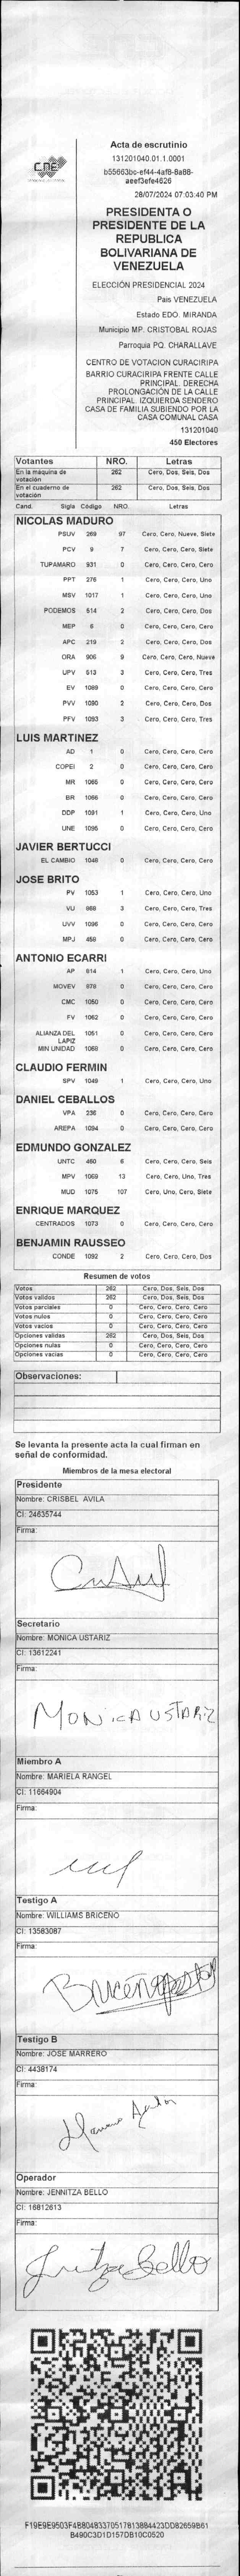 CNE
Acta de escrutinio
131201040.01.1.0001
b55663bc-ef44-4af8-8a88-
aeef3efe4626
28/07/2024 07:03:40 PM
PRESIDENTA O
PRESIDENTE DE LA
REPUBLICA
BOLIVARIANA DE
VENEZUELA
ELECCIÓN PRESIDENCIAL 2024
Pais VENEZUELA
Estado EDO. MIRANDA
Municipio MP. CRISTOBAL ROJAS
Parroquia PQ. CHARALLAVE
CENTRO DE VOTACION CURACIRIPA
BARRIO CURACIRIPA FRENTE CALLE
PRINCIPAL. DERECHA
PROLONGACIÓN DE LA CALLE
PRINCIPAL. IZQUIERDA SENDERO
CASA DE FAMILIA SUBIENDO POR LA
CASA COMUNAL CASA
131201040
450 Electores
Votantes NRO. Letras
En la maquina de votación 262 Cero, Dos, Seis, Dos
En el cuaderno de votación 262 Cero, Dos, Seis, Dos
Cand. Sigla Código NRO. Letras
NICOLAS MADURO
PSUV 269 97 Cero, Cero, Nueve, Siete
PCV 9 7 Cero, Cero, Cero, Siete
TUPAMARO 931 0 Cero, Cero, Cero, Cero
PPT 276 1 Cero, Cero, Cero, Uno
MSV 1017 1 Cero, Cero, Cero, Uno
PODEMOS 514 2 Cero, Cero, Cero, Dos
MEP 6 0 Cero, Cero, Cero, Cero
APC 219 2 Cero, Cero, Cero, Dos
ORA 906 9 Cero, Cero, Cero, Nueve
UPV 513 3 Cero, Cero, Cero, Tres
EV 1089 0 Cero, Cero, Cero, Cero
PVV 1090 2 Cero, Cero, Cero, Dos
PFV 1093 3 Cero, Cero, Cero, Tres
LUIS MARTINEZ
AD 1 0 Cero, Cero, Cero, Cero
COPEI 2 0 Cero, Cero, Cero, Cero
MR 1065 0 Cero, Cero, Cero, Cero
BR 1066 0 Cero, Cero, Cero, Cero
DDP 1091 1 Cero, Cero, Cero, Uno
UNE 1095 0 Cero, Cero, Cero, Cero
JAVIER BERTUCCI
EL CAMBIO 1048 0 Cero, Cero, Cero, Cero
JOSE BRITO
PV 1053 1 Cero, Cero, Cero, Uno
VU 868 3 Cero, Cero, Cero, Tres
UVV 1096 0 Cero, Cero, Cero, Cero
MPJ 459 0 Cero, Cero, Cero, Cero
ANTONIO ECARRI
AP 614 1 Cero, Cero, Cero, Uno
MOVEV 878 0 Cero, Cero, Cero, Cero
CMC 1050 0 Cero, Cero, Cero, Cero
FV 1062 0 Cero, Cero, Cero, Cero
ALIANZA DEL LAPIZ 1051 0 Cero, Cero, Cero, Cero
MIN UNIDAD 1068 0 Cero, Cero, Cero, Cero
CLAUDIO FERMIN
SPV 1049 1 Cero, Cero, Cero, Uno
DANIEL CEBALLOS
VPA 236 0 Cero, Cero, Cero, Cero
AREPA 1094 0 Cero, Cero, Cero, Cero
EDMUNDO GONZALEZ
UNTC 460 6 Cero, Cero, Cero, Seis
MPV 1069 13 Cero, Cero, Uno, Tres
MUD 1075 107 Cero, Uno, Cero, Siete
ENRIQUE MARQUEZ
CENTRADOS 1073 0 Cero, Cero, Cero, Cero
BENJAMIN RAUSSEO
CONDE 1092 2 Cero, Cero, Cero, Dos
Resumen de votos
Votos 262 Cero, Dos, Seis, Dos
Votos validos 262 Cero, Dos, Seis, Dos
Votos parciales 0 Cero, Cero, Cero, Cero
Votos nulos 0 Cero, Cero, Cero, Cero
Votos vacios 0 Cero, Cero, Cero, Cero
Opciones validas 262 Cero, Dos, Seis, Dos
Opciones nulas 0 Cero, Cero, Cero, Cero
Opciones vacias 0 Cero, Cero, Cero, Cero
Observaciones:
Se levanta la presente acta la cual firman en
señal de conformidad.
Miembros de la mesa electoral
Presidente
Nombre: CRISBEL AVILA
CI: 24635744
Firma:
Secretario
Nombre: MONICA USTARIZ
CI: 13612241
Firma:
MONICA USTARIZ
Miembro A
Nombre: MARIELA RANGEL
CI: 11664904
Firma:
Testigo A
Nombre: WILLIAMS BRICEÑO
CI: 13583087
Firma:
Testigo B
Nombre: JOSE MARRERO
CI: 4438174
Firma:
Operador
Nombre: JENNITZA BELLO
CI: 16812613
Firma:
F19E9E9503F4B80483370517813884423DD82659B61
B490C3D1D157DB10C0520